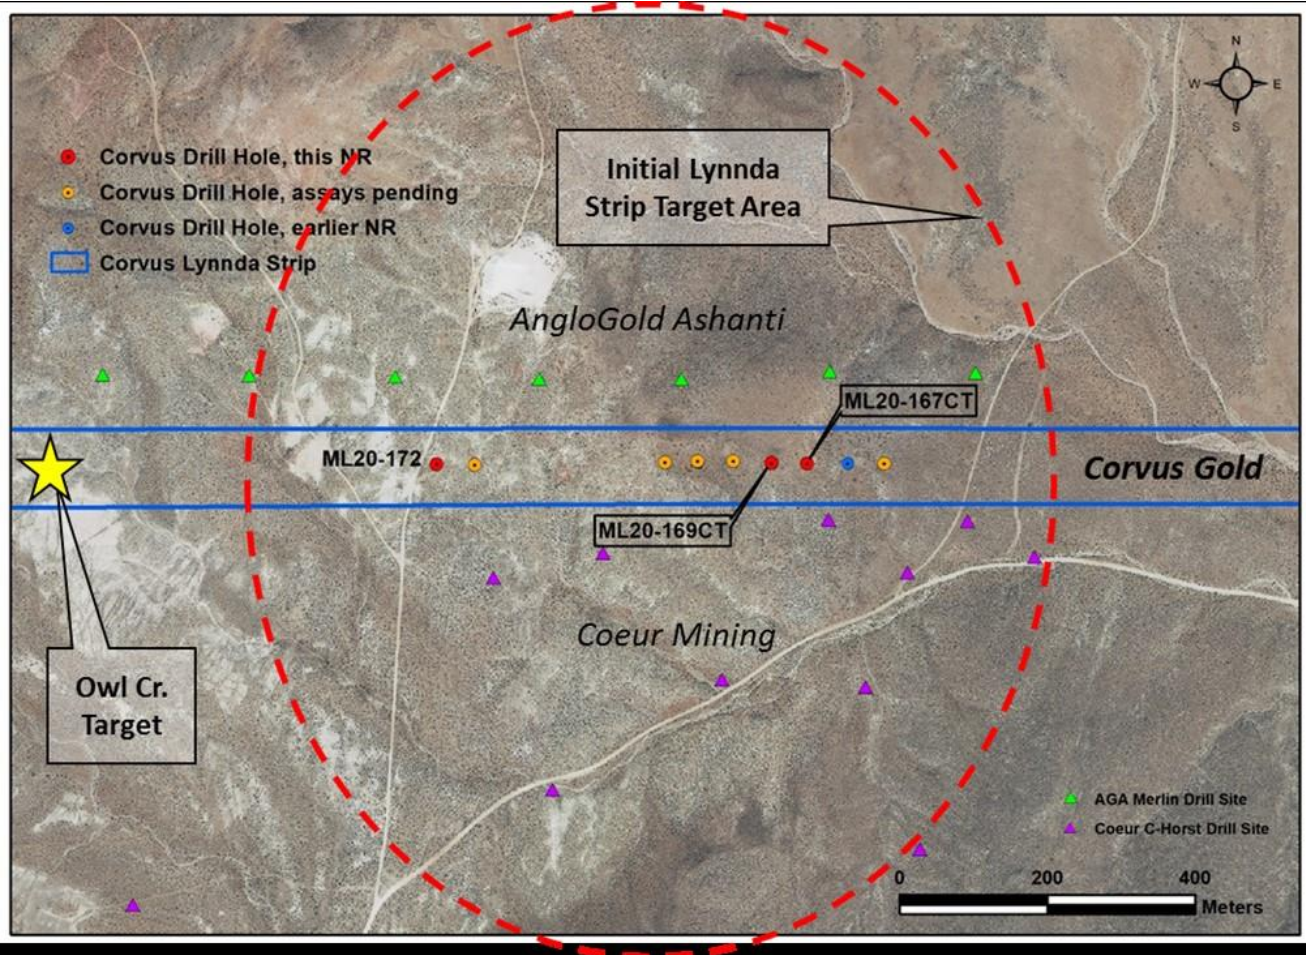 N
W E
S
Corvus Drill Hole, this NR
Corvus Drill Hole, assays pending
Corvus Drill Hole, earlier NR
Corvus Lynnda Strip
Initial Lynnda
Strip Target Area
AngloGold Ashanti
ML20-167CT
ML20-172
Corvus Gold
ML20-169CT
Coeur Mining
Owl Cr.
Target
AGA Merlin Drill Site
Coeur C-Horst Drill Site
0 200 400
Meters